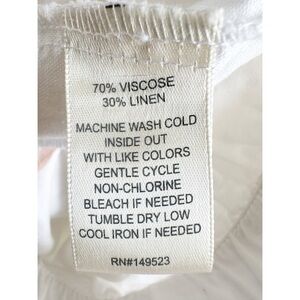 70% VISCOSE
30% LINEN
MACHINE WASH COLD
INSIDE OUT
WITH LIKE COLORS
GENTLE CYCLE
NON-CHLORINE
BLEACH IF NEEDED
TUMBLE DRY LOW
COOL IRON IF NEEDED
RN#149523